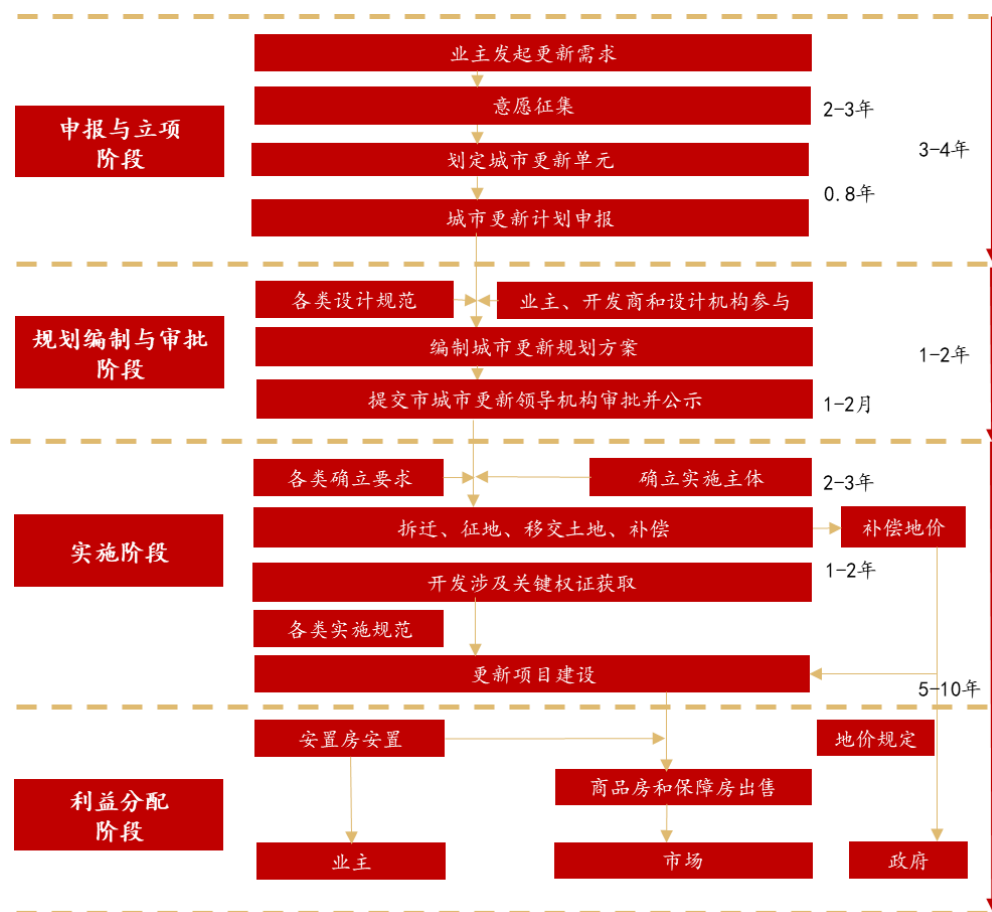 业主发起更新需求
意愿征集
2-3年
申报与立项
阶段
3-4年
划定城市更新单元
0.8年
城市更新计划申报
各类设计规范
业主、开发商和设计机构参与
规划编制与审批
阶段
编制城市更新规划方案
1-2年
提交市城市更新领导机构审批并公示
1-2月
各类确立要求
确立实施主体
2-3年
拆迁、征地、移交土地、补偿
补偿地价
实施阶段
1-2年
开发涉及关键权证获取
各类实施规范
更新项目建设
5-10年
安置房安置
地价规定
商品房和保障房出售
利益分配
阶段
业主
市场
政府